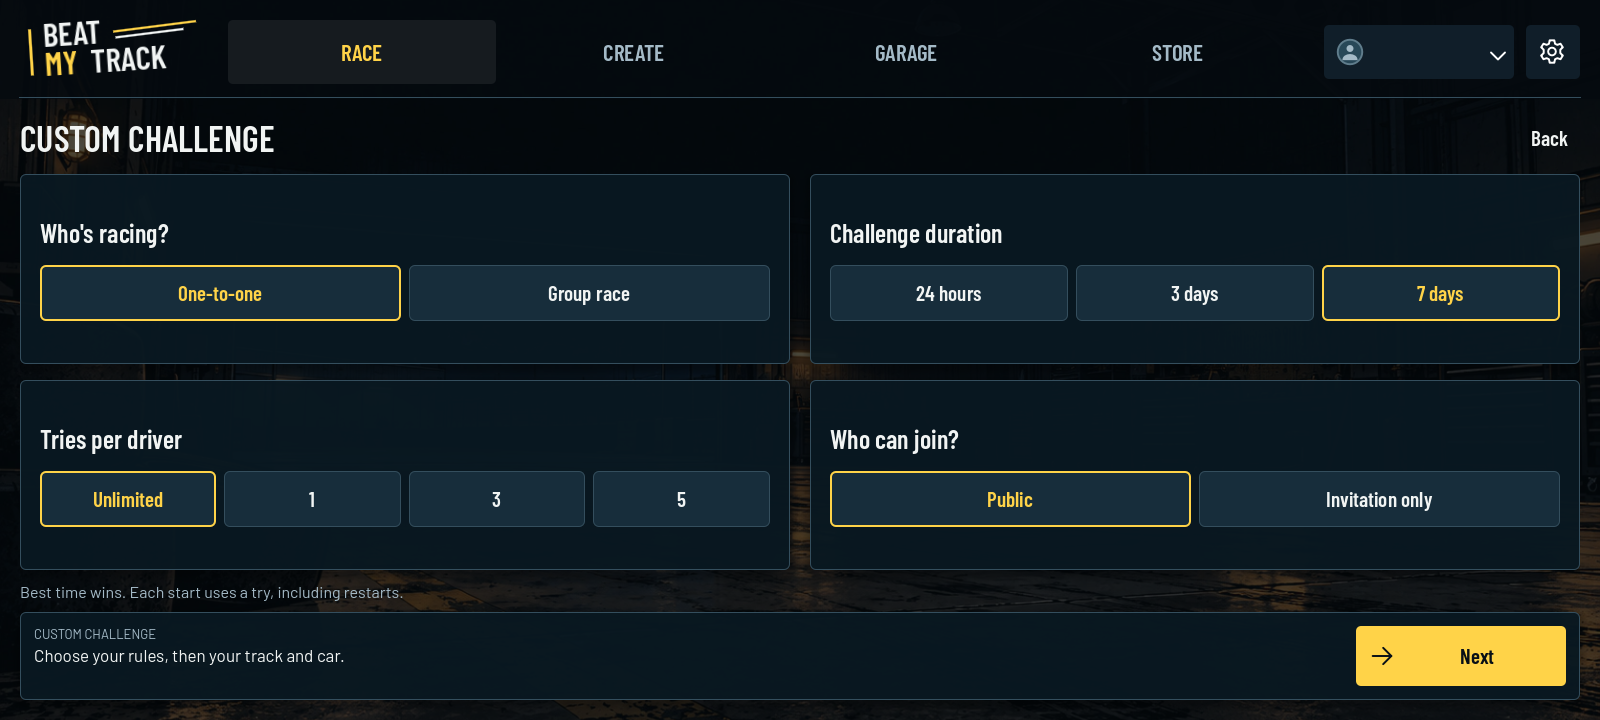 BEAT
MY TRACK
RACE
CREATE
GARAGE
STORE
CUSTOM CHALLENGE
Back
Who's racing?
One-to-one
Group race
Challenge duration
24 hours
3 days
7 days
Tries per driver
Unlimited
1
3
5
Who can join?
Public
Invitation only
Best time wins. Each start uses a try, including restarts.
CUSTOM CHALLENGE
Choose your rules, then your track and car.
Next